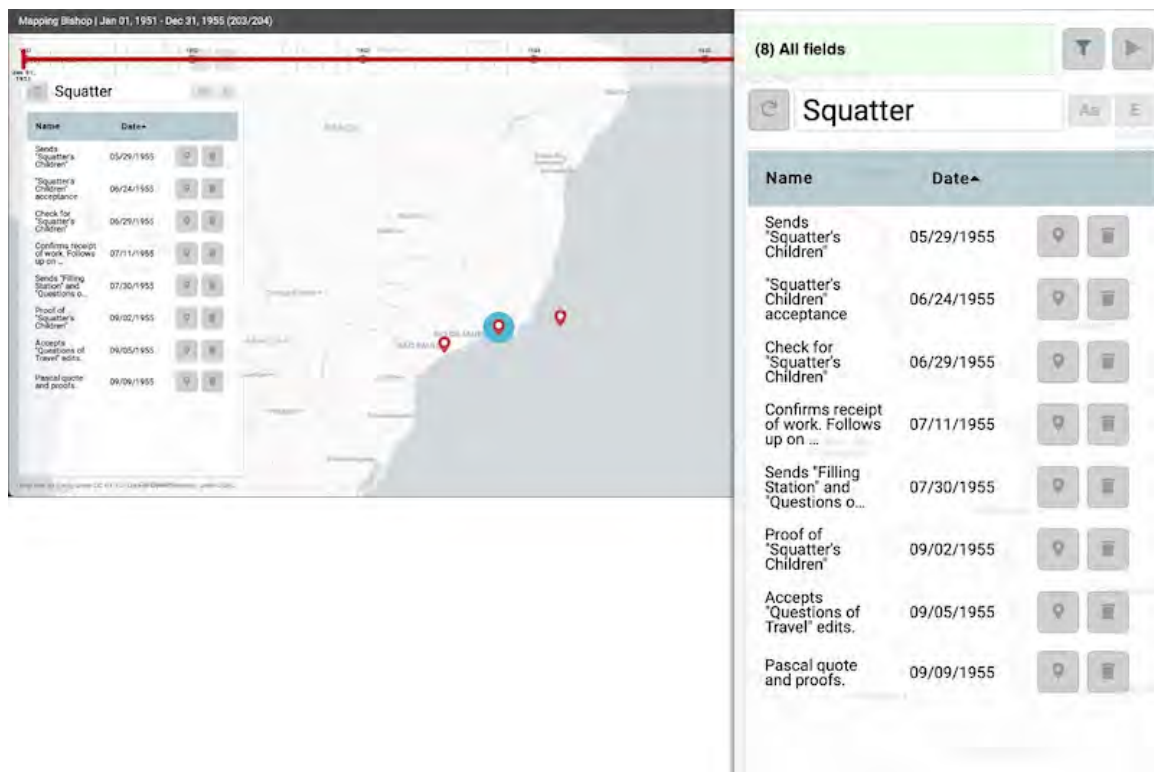 Mapping Bishop | Jan 01, 1951 - Dec 31, 1955 (203/204)
Squatter
Name Date
Sends
"Squatter's
Children" 05/29/1955
"Squatter's
Children"
acceptance 06/24/1955
Check for
"Squatter's
Children" 06/29/1955
Confirms receipt
of work. Follows
up on ... 07/11/1955
Sends "Filling
Station" and
"Questions o... 07/30/1955
Proof of
"Squatter's
Children" 09/02/1955
Accepts
"Questions of
Travel" edits. 09/05/1955
Pascal quote
and proofs. 09/09/1955
(8) All fields
Squatter Aa E
Name Date
Sends
"Squatter's
Children" 05/29/1955
"Squatter's
Children"
acceptance 06/24/1955
Check for
"Squatter's
Children" 06/29/1955
Confirms receipt
of work. Follows
up on ... 07/11/1955
Sends "Filling
Station" and
"Questions o... 07/30/1955
Proof of
"Squatter's
Children" 09/02/1955
Accepts
"Questions of
Travel" edits. 09/05/1955
Pascal quote
and proofs. 09/09/1955